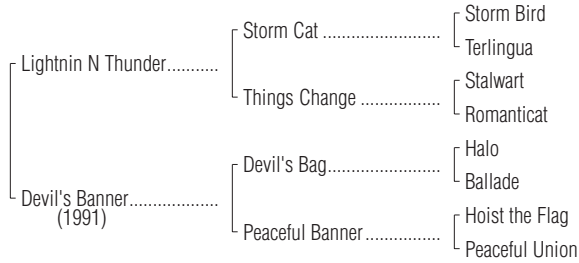 Storm Bird
Storm Cat ........................
Terlingua
Lightnin N Thunder...........
Stalwart
Things Change ................
Romanticat
Halo
Devil's Bag.......................
Ballade
Devil's Banner...................
(1991)
Hoist the Flag
Peaceful Banner...............
Peaceful Union